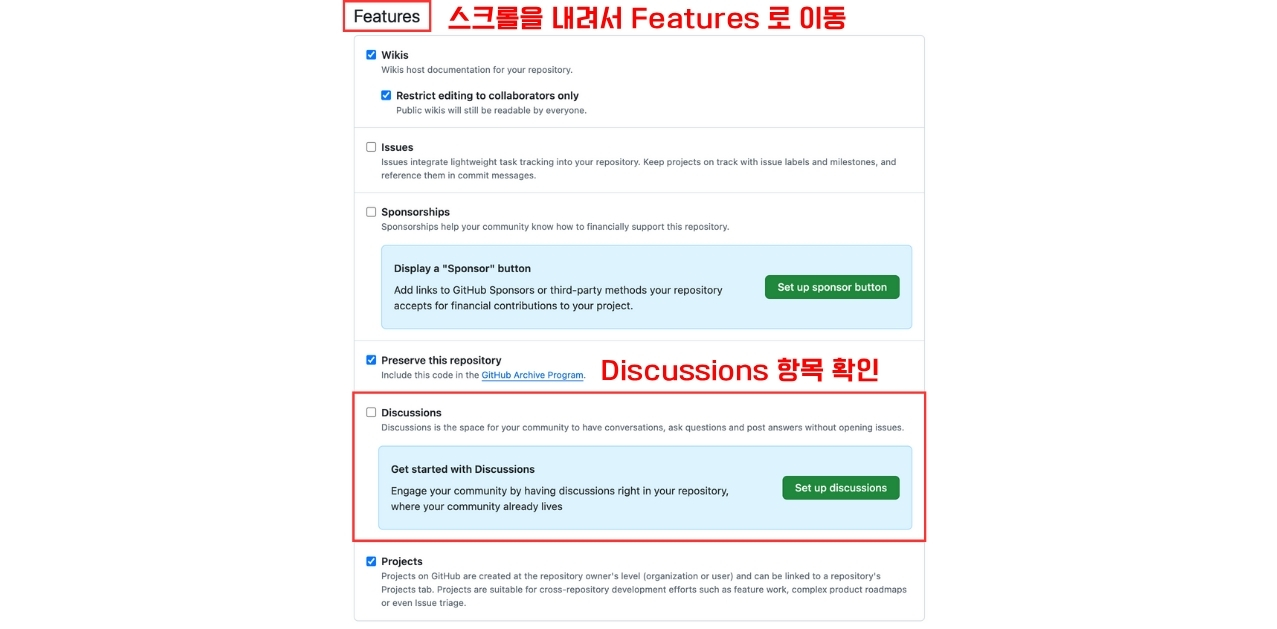 Features
스크롤을 내려서 Features 로 이동
Wikis
Wikis host documentation for your repository.
Restrict editing to collaborators only
Public wikis will still be readable by everyone.
Issues
Issues integrate lightweight task tracking into your repository. Keep projects on track with issue labels and milestones, and
reference them in commit messages.
Sponsorships
Sponsorships help your community know how to financially support this repository.
Display a "Sponsor" button
Add links to GitHub Sponsors or third-party methods your repository
accepts for financial contributions to your project.
Set up sponsor button
Preserve this repository
Include this code in the GitHub Archive Program.
Discussions 항목 확인
Discussions
Discussions is the space for your community to have conversations, ask questions and post answers without opening issues.
Get started with Discussions
Engage your community by having discussions right in your repository,
where your community already lives
Set up discussions
Projects
Projects on GitHub are created at the repository owner's level (organization or user) and can be linked to a repository's
Projects tab. Projects are suitable for cross-repository development efforts such as feature work, complex product roadmaps
or even Issue triage.